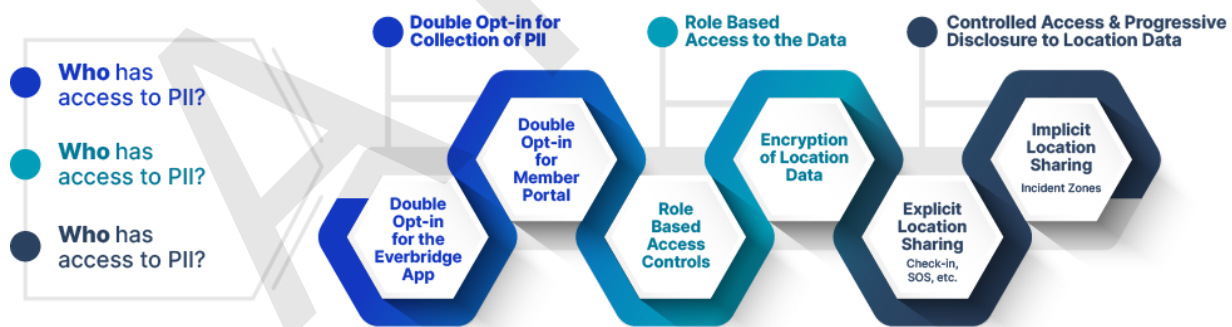 Who has
access to PII?
Who has
access to PII?
Who has
access to PII?
Double Opt-in for
Collection of PII
Role Based
Access to the Data
Controlled Access & Progressive
Disclosure to Location Data
Double
Opt-in
for the
Everbridge
App
Double
Opt-in
for
Member
Portal
Role
Based
Access
Controls
Encryption
of Location
Data
Explicit
Location
Sharing
Check-in,
SOS, etc.
Implicit
Location
Sharing
Incident Zones